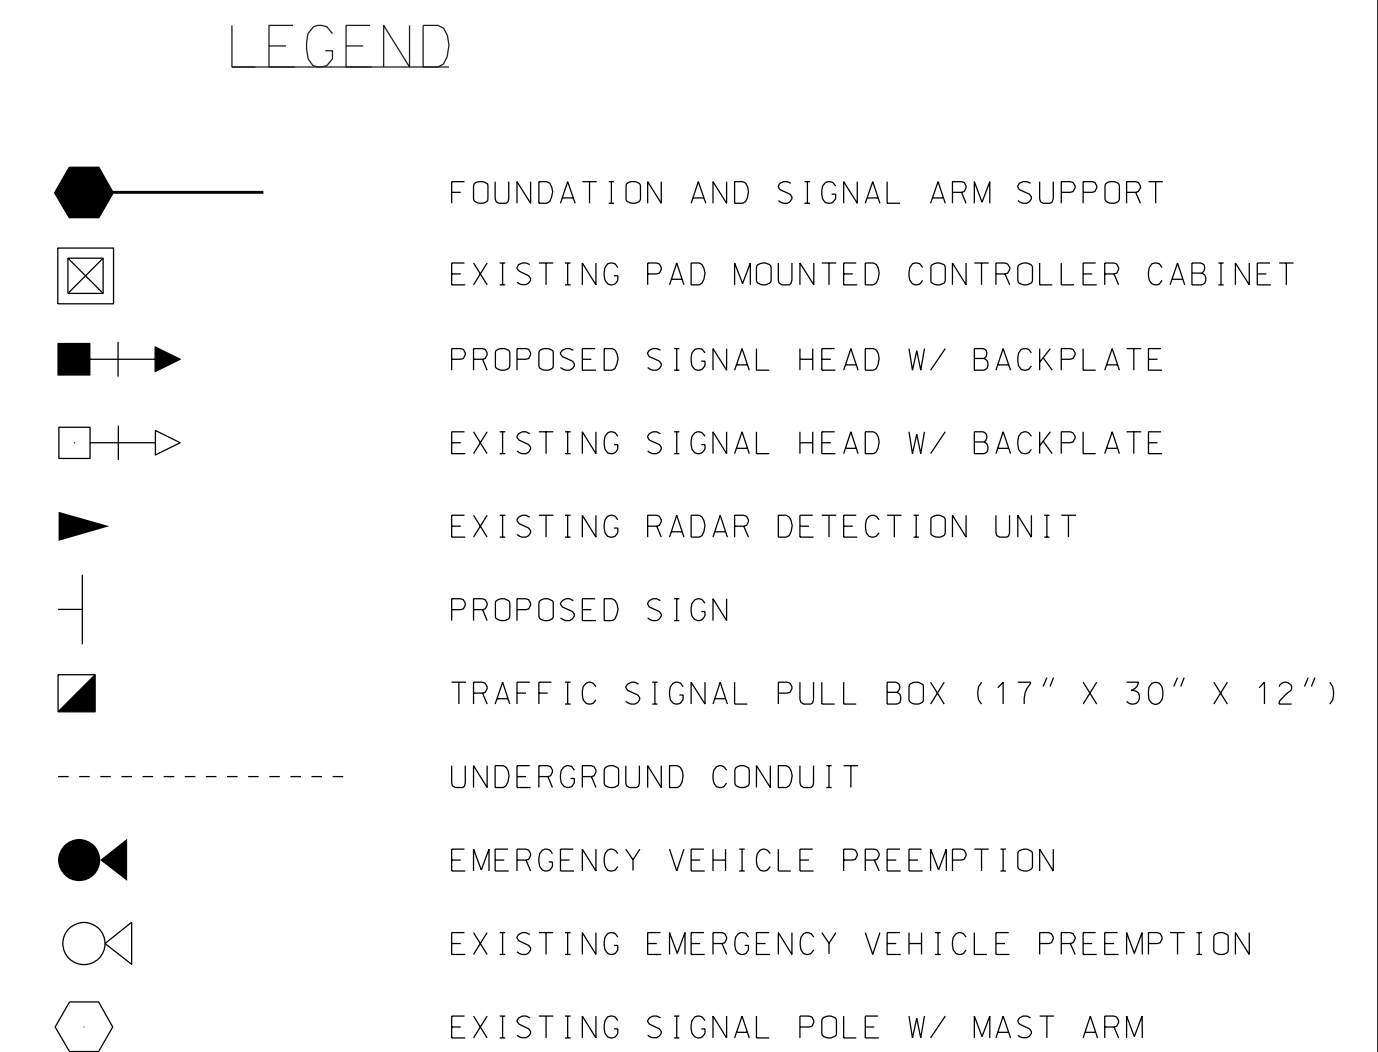 LEGEND
FOUNDATION AND SIGNAL ARM SUPPORT
EXISTING PAD MOUNTED CONTROLLER CABINET
PROPOSED SIGNAL HEAD W/ BACKPLATE
EXISTING SIGNAL HEAD W/ BACKPLATE
EXISTING RADAR DETECTION UNIT
PROPOSED SIGN
TRAFFIC SIGNAL PULL BOX (17" X 30" X 12")
UNDERGROUND CONDUIT
EMERGENCY VEHICLE PREEMPTION
EXISTING EMERGENCY VEHICLE PREEMPTION
EXISTING SIGNAL POLE W/ MAST ARM